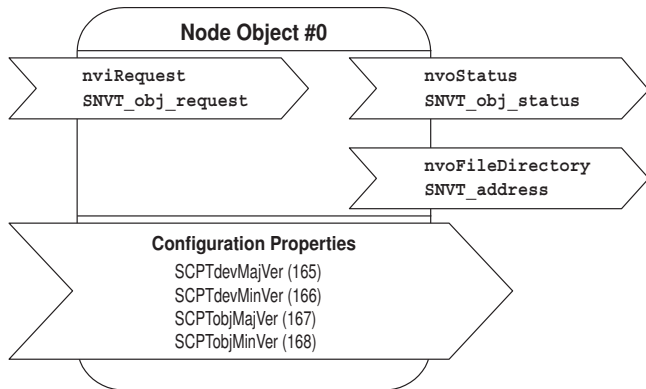 Node Object #0
nviRequest
SNVT_obj_request
nvoStatus
SNVT_obj_status
nvoFileDirectory
SNVT_address
Configuration Properties
SCPTdevMajVer (165)
SCPTdevMinVer (166)
SCPTobjMajVer (167)
SCPTobjMinVer (168)